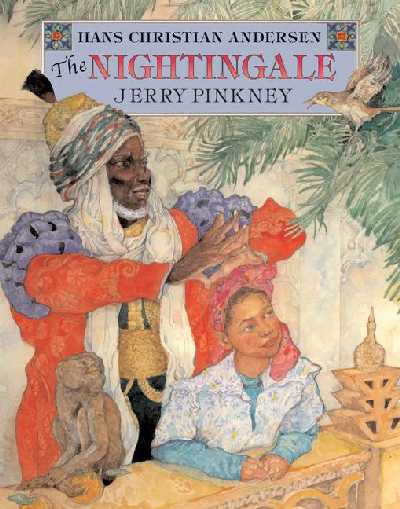 HANS CHRISTIAN ANDERSEN
The NIGHTINGALE
JERRY PINKNEY